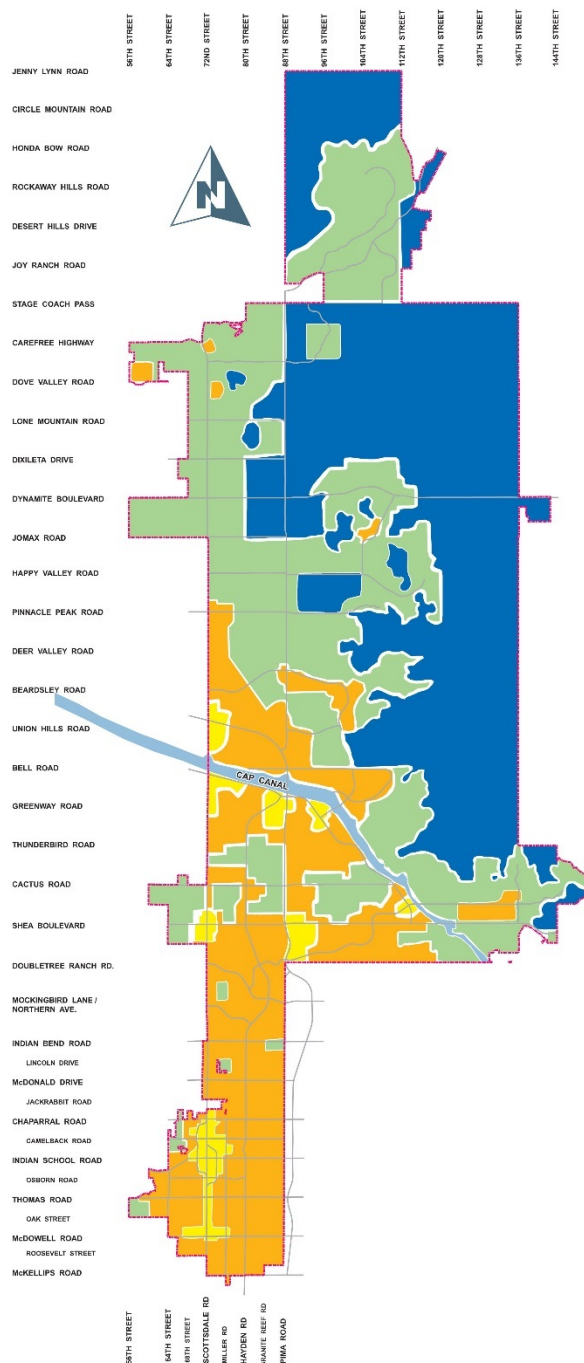 56TH STREET
64TH STREET
72ND STREET
80TH STREET
88TH STREET
96TH STREET
104TH STREET
112TH STREET
120TH STREET
128TH STREET
136TH STREET
144TH STREET
JENNY LYNN ROAD
CIRCLE MOUNTAIN ROAD
HONDA BOW ROAD
N
ROCKAWAY HILLS ROAD
DESERT HILLS DRIVE
JOY RANCH ROAD
STAGE COACH PASS
CAREFREE HIGHWAY
DOVE VALLEY ROAD
LONE MOUNTAIN ROAD
DIXILETA DRIVE
DYNAMITE BOULEVARD
JOMAX ROAD
HAPPY VALLEY ROAD
PINNACLE PEAK ROAD
DEER VALLEY ROAD
BEARDSLEY ROAD
UNION HILLS ROAD
BELL ROAD
CAP CANAL
GREENWAY ROAD
THUNDERBIRD ROAD
CACTUS ROAD
SHEA BOULEVARD
DOUBLETREE RANCH RD.
MOCKINGBIRD LANE /
NORTHERN AVE.
INDIAN BEND ROAD
LINCOLN DRIVE
McDONALD DRIVE
JACKRABBIT ROAD
CHAPARRAL ROAD
CAMELBACK ROAD
INDIAN SCHOOL ROAD
OSBORN ROAD
THOMAS ROAD
OAK STREET
McDOWELL ROAD
ROOSEVELT STREET
McKELLIPS ROAD
56TH STREET
64TH STREET
68TH STREET
SCOTTSDALE RD
MILLER RD
HAYDEN RD
GRANITE REEF RD
PIMA ROAD